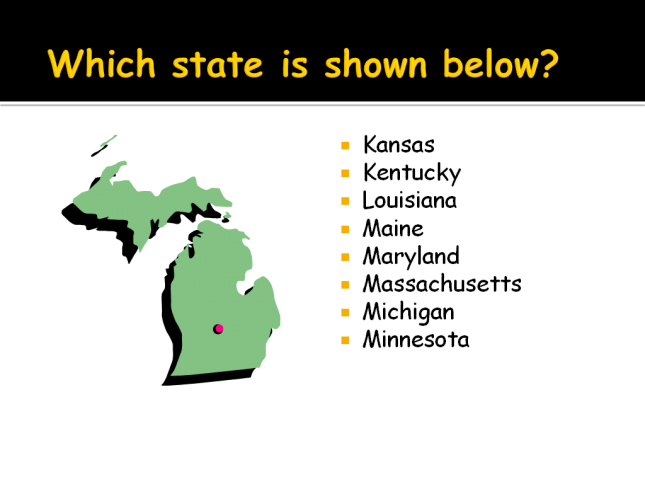 Which state is shown below?
Kansas
Kentucky
Louisiana
Maine
Maryland
Massachusetts
Michigan
Minnesota